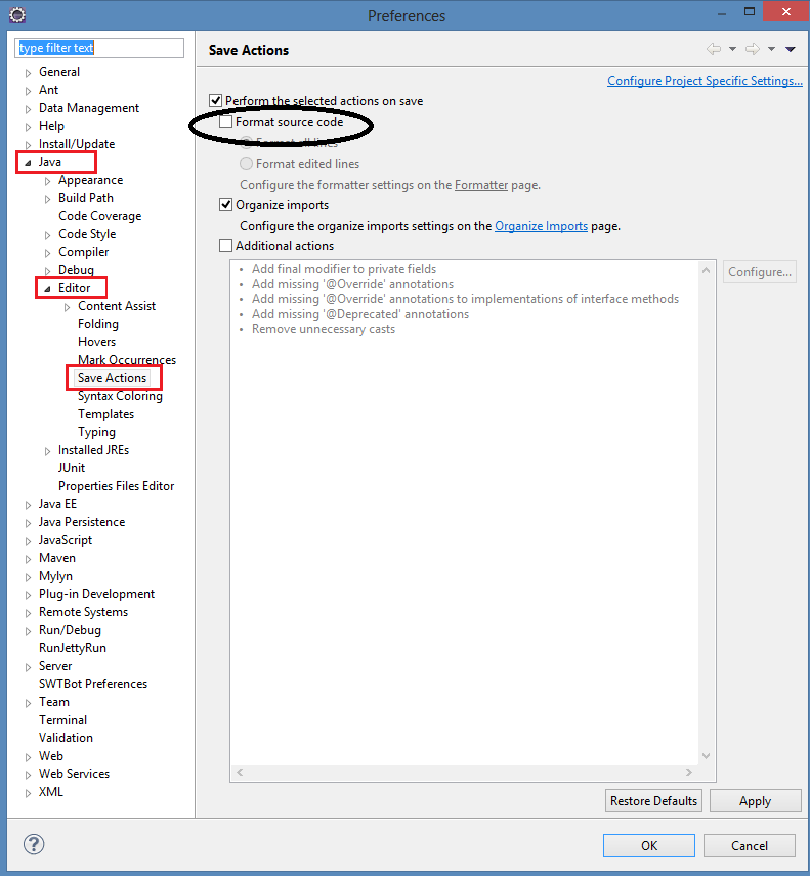 Preferences
type filter text
General
Ant
Data Management
Help
Install/Update
Java
Appearance
Build Path
Code Coverage
Code Style
Compiler
Debug
Editor
Content Assist
Folding
Hovers
Mark Occurrences
Save Actions
Syntax Coloring
Templates
Typing
Installed JREs
JUnit
Properties Files Editor
Java EE
Java Persistence
JavaScript
Maven
Mylyn
Plug-in Development
Remote Systems
Run/Debug
RunJettyRun
Server
SWTBot Preferences
Team
Terminal
Validation
Web
Web Services
XML
Save Actions
Configure Project Specific Settings...
Perform the selected actions on save
Format source code
Format all lines
Format edited lines
Configure the formatter settings on the Formatter page.
Organize imports
Configure the organize imports settings on the Organize Imports page.
Additional actions
• Add final modifier to private fields
• Add missing '@Override' annotations
• Add missing '@Override' annotations to implementations of interface methods
• Add missing '@Deprecated' annotations
• Remove unnecessary casts
Configure...
Restore Defaults
Apply
?
OK
Cancel